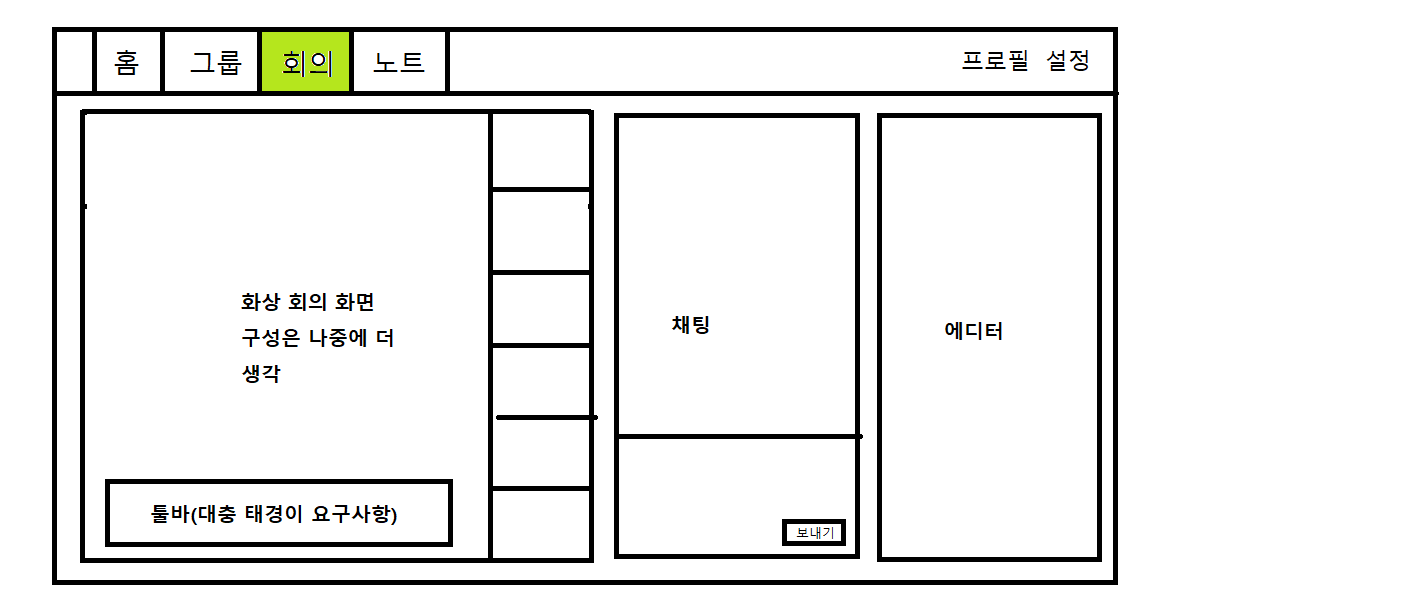 홈 그룹 회의 노트 프로필 설정
화상 회의 화면
구성은 나중에 더
생각
툴바(대충 태경이 요구사항)
채팅
보내기
에디터